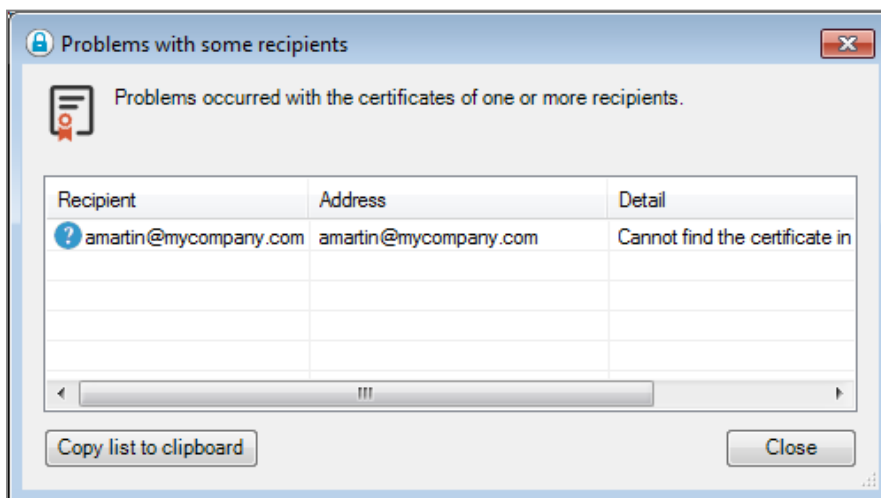 Problems with some recipients
Problems occurred with the certificates of one or more recipients.
Recipient Address Detail
amartin@mycompany.com amartin@mycompany.com Cannot find the certificate in
Copy list to clipboard Close